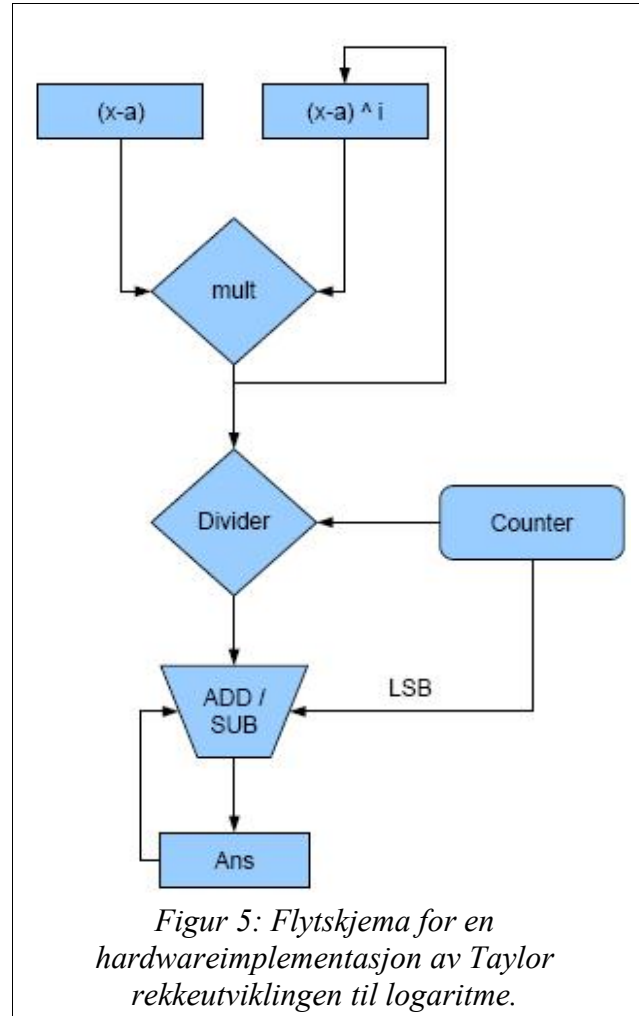 (x-a)
(x-a) ^ i
mult
Divider
Counter
ADD /
SUB
LSB
Ans
Figur 5: Flytskjema for en
hardwareimplementasjon av Taylor
rekkeutviklingen til logaritme.